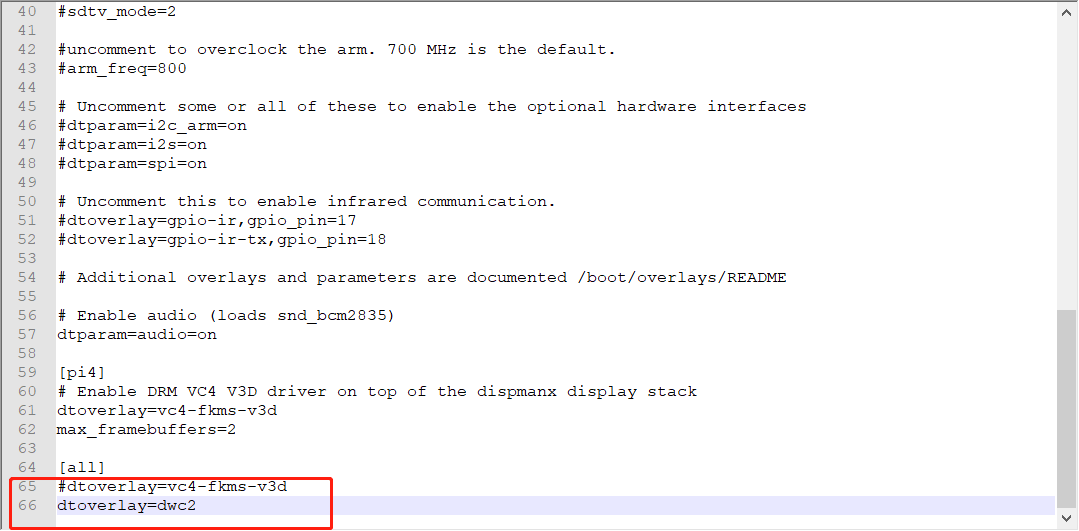 40 #sdtv_mode=2
41
42 #uncomment to overclock the arm. 700 MHz is the default.
43 #arm_freq=800
44
45 # Uncomment some or all of these to enable the optional hardware interfaces
46 #dtparam=i2c_arm=on
47 #dtparam=i2s=on
48 #dtparam=spi=on
49
50 # Uncomment this to enable infrared communication.
51 #dtoverlay=gpio-ir,gpio_pin=17
52 #dtoverlay=gpio-ir-tx,gpio_pin=18
53
54 # Additional overlays and parameters are documented /boot/overlays/README
55
56 # Enable audio (loads snd_bcm2835)
57 dtparam=audio=on
58
59 [pi4]
60 # Enable DRM VC4 V3D driver on top of the dispmanx display stack
61 dtoverlay=vc4-fkms-v3d
62 max_framebuffers=2
63
64 [all]
65 #dtoverlay=vc4-fkms-v3d
66 dtoverlay=dwc2